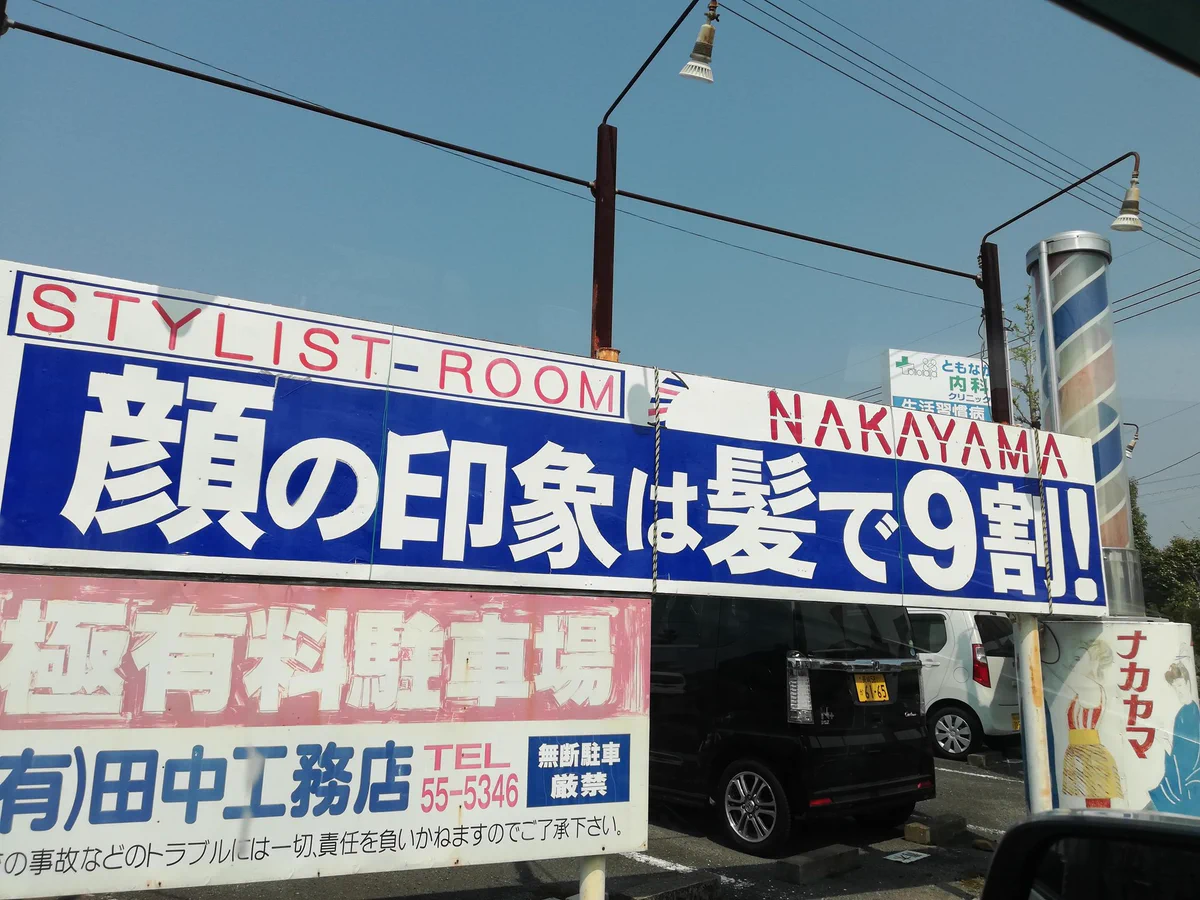 STYLIST-ROOM
NAKAYAMA
顔の印象は髪で9割!
ともなが
内科
クリニック
生活習慣病
極有料駐車場
有)田中工務店
TEL
55-5346
無断駐車
厳禁
の事故などのトラブルには一切、責任を負いかねますのでご了承下さい。
61-65
ナカヤマ